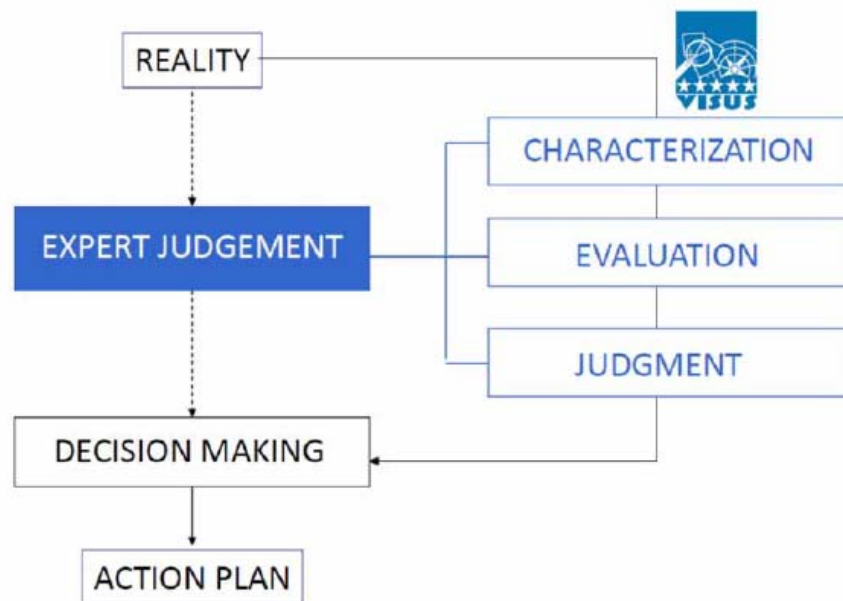 REALITY
VISUS
CHARACTERIZATION
EXPERT JUDGEMENT
EVALUATION
JUDGMENT
DECISION MAKING
ACTION PLAN